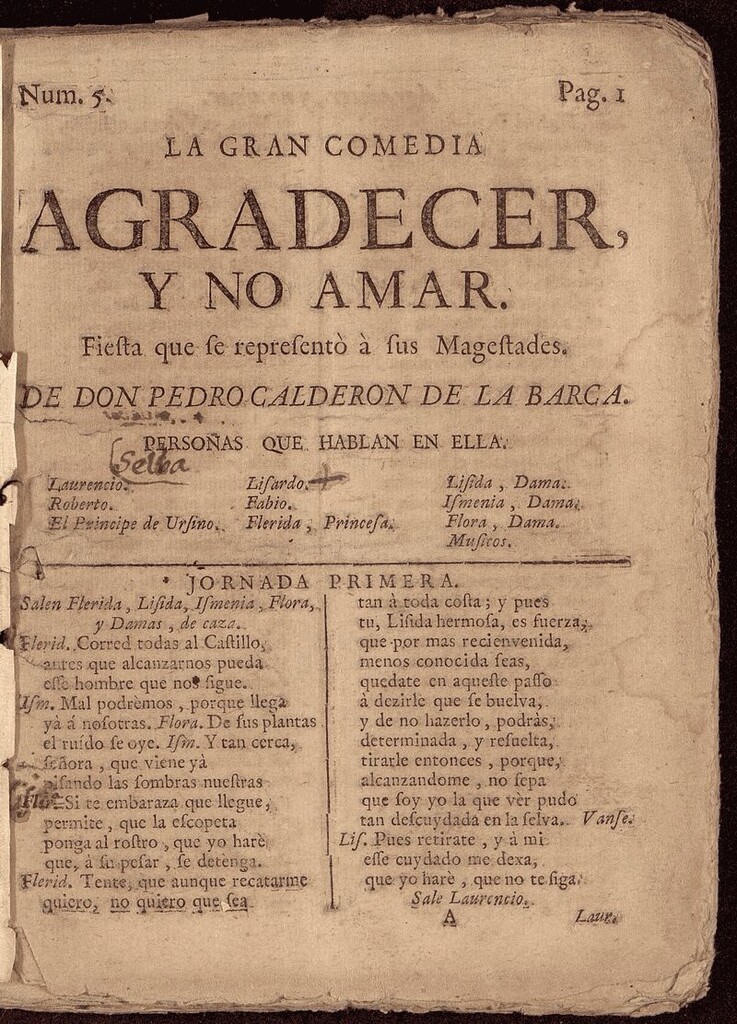 Num. 5.
Pag. 1
LA GRAN COMEDIA
AGRADECER,
Y NO AMAR.
Fieſta que ſe repreſentò à ſus Mageſtades.
DE DON PEDRO CALDERON DE LA BARCA.
PERSONAS QUE HABLAN EN ELLA.
Selba
Laurencio.
Roberto.
El Principe de Urſino.
Liſardo.
Fabio.
Flerida, Princeſa.
Liſida, Dama.
Iſmenia, Dama.
Flora, Dama.
Muſicos.
JORNADA PRIMERA.
Salen Flerida, Liſida, Iſmenia, Flora,
y Damas, de caza.
Flerid. Corred todas al Caſtillo,
antes que alcanzarnos pueda
eſſe hombre que nos ſigue.
Iſm. Mal podrèmos, porque llega
yà á noſotras. Flora. De ſus plantas
el ruìdo ſe oye. Iſm. Y tan cerca,
ſeñora, que viene yà
piſando las ſombras nueſtras
Flo. Si te embaraza que llegue,
permite, que la eſcopeta
ponga al roſtro, que yo harè
que, à ſu peſar, ſe detenga.
Flerid. Tente, que aunque recatarme
quiero, no quiero que ſea
tan à toda coſta; y pues
tu, Liſida hermoſa, es fuerza,
que por mas recienvenida,
menos conocida ſeas,
quedate en aqueſte paſſo
à dezirle que ſe buelva,
y de no hazerlo, podràs,
determinada, y reſuelta,
tirarle entonces, porque,
alcanzandome, no ſepa
que ſoy yo la que vèr pudo
tan deſcuydada en la ſelva. Vanſe.
Liſ. Pues retirate, y à mi
eſſe cuydado me dexa,
que yo harè, que no te ſiga.
Sale Laurencio.
A
Laur.